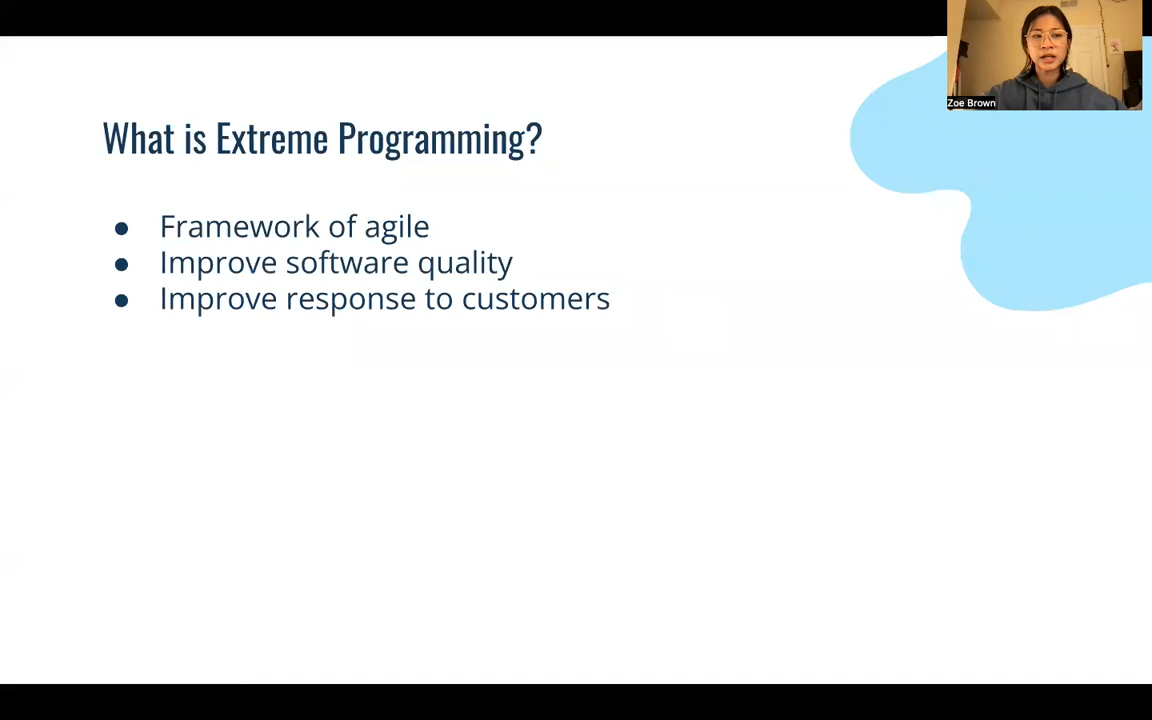 Zoe Brown
What is Extreme Programming?
● Framework of agile
● Improve software quality
● Improve response to customers